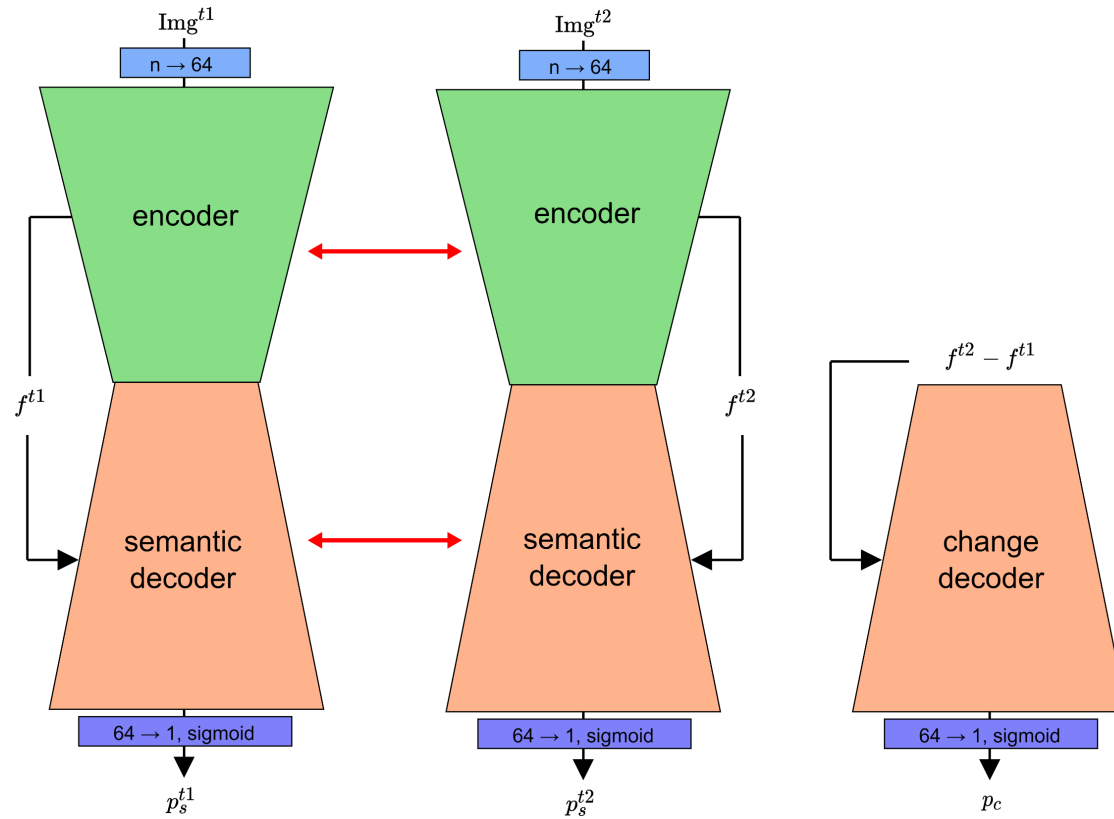 Img^{t1}
Img^{t2}
n → 64
n → 64
encoder
encoder
f^{t2} − f^{t1}
f^{t1}
f^{t2}
semantic
decoder
semantic
decoder
change
decoder
64 → 1, sigmoid
64 → 1, sigmoid
64 → 1, sigmoid
p_s^{t1}
p_s^{t2}
p_c